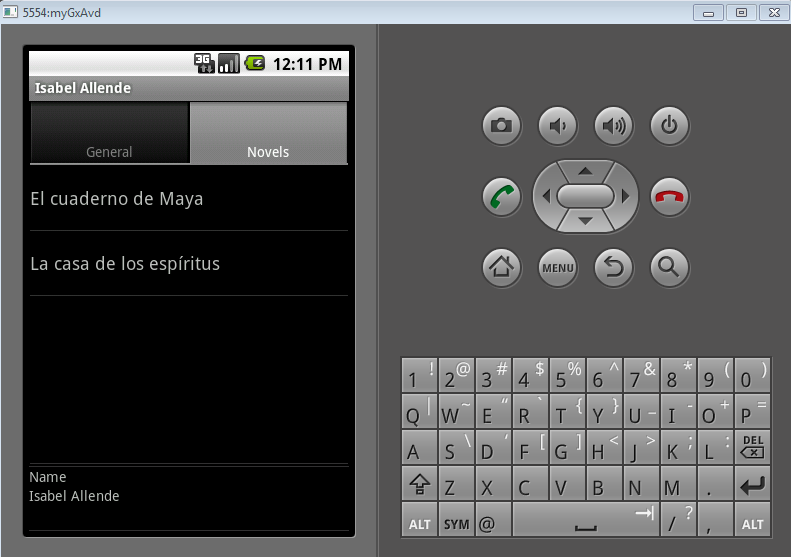 5554:myGxAvd
3G 12:11 PM
Isabel Allende
General Novels
El cuaderno de Maya
La casa de los espíritus
Name
Isabel Allende
MENU
1 ! 2 @ 3 # 4 $ 5 % 6 ^ 7 & 8 * 9 ( 0 )
Q | W ~ E “ R ` T { Y } U _ I - O + P =
A S \ D ‘ F [ G ] H < J > K ; L : DEL
Z X C V B N M .
ALT SYM @ / ? , ALT